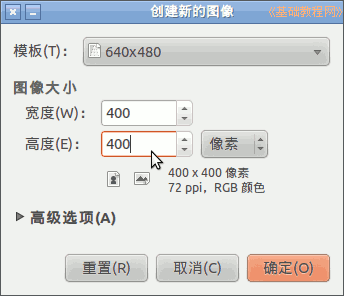 创建新的图像
《基础教程网》
模板(T)： 640x480
图像大小
宽度(W)： 400
高度(E)： 400 像素
400 x 400 像素
72 ppi，RGB 颜色
高级选项(A)
重置(R) 取消(C) 确定(O)